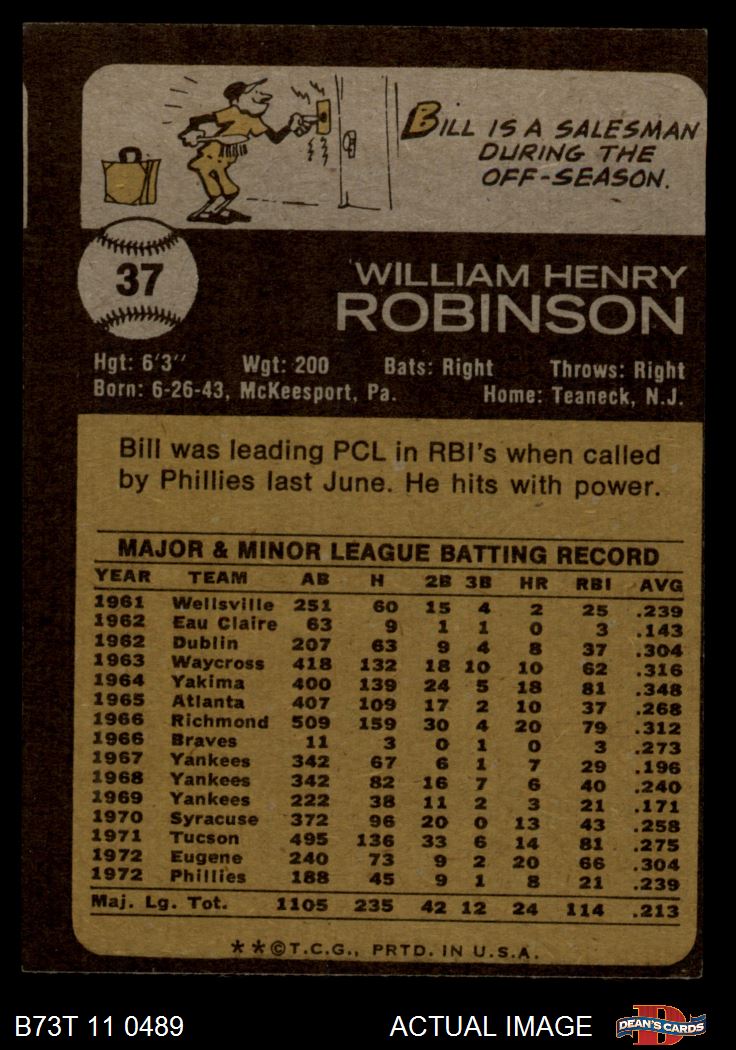 BILL IS A SALESMAN
DURING THE
OFF-SEASON.
37
WILLIAM HENRY
ROBINSON
Hgt: 6'3" Wgt: 200 Bats: Right Throws: Right
Born: 6-26-43, McKeesport, Pa. Home: Teaneck, N.J.
Bill was leading PCL in RBI's when called
by Phillies last June. He hits with power.
MAJOR & MINOR LEAGUE BATTING RECORD
YEAR TEAM AB H 2B 3B HR RBI AVG
1961 Wellsville 251 60 15 4 2 25 .239
1962 Eau Claire 63 9 1 1 0 3 .143
1962 Dublin 207 63 9 4 8 37 .304
1963 Waycross 418 132 18 10 10 62 .316
1964 Yakima 400 139 24 5 18 81 .348
1965 Atlanta 407 109 17 2 10 37 .268
1966 Richmond 509 159 30 4 20 79 .312
1966 Braves 11 3 0 1 0 3 .273
1967 Yankees 342 67 6 1 7 29 .196
1968 Yankees 342 82 16 7 6 40 .240
1969 Yankees 222 38 11 2 3 21 .171
1970 Syracuse 372 96 20 0 13 43 .258
1971 Tucson 495 136 33 6 14 81 .275
1972 Eugene 240 73 9 2 20 66 .304
1972 Phillies 188 45 9 1 8 21 .239
Maj. Lg. Tot. 1105 235 42 12 24 114 .213
**©T.C.G., PRTD. IN U.S.A.
B73T 11 0489 ACTUAL IMAGE DEAN'S CARDS